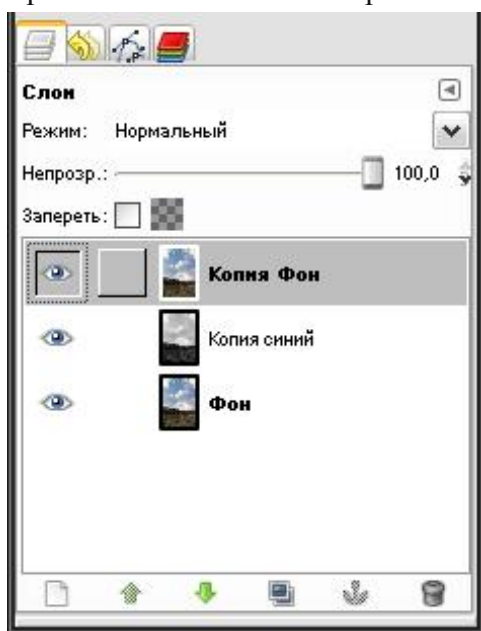 Слои
Режим: Нормальный
Непрозр.: 100,0
Запереть:
Копия Фон
Копия синий
Фон